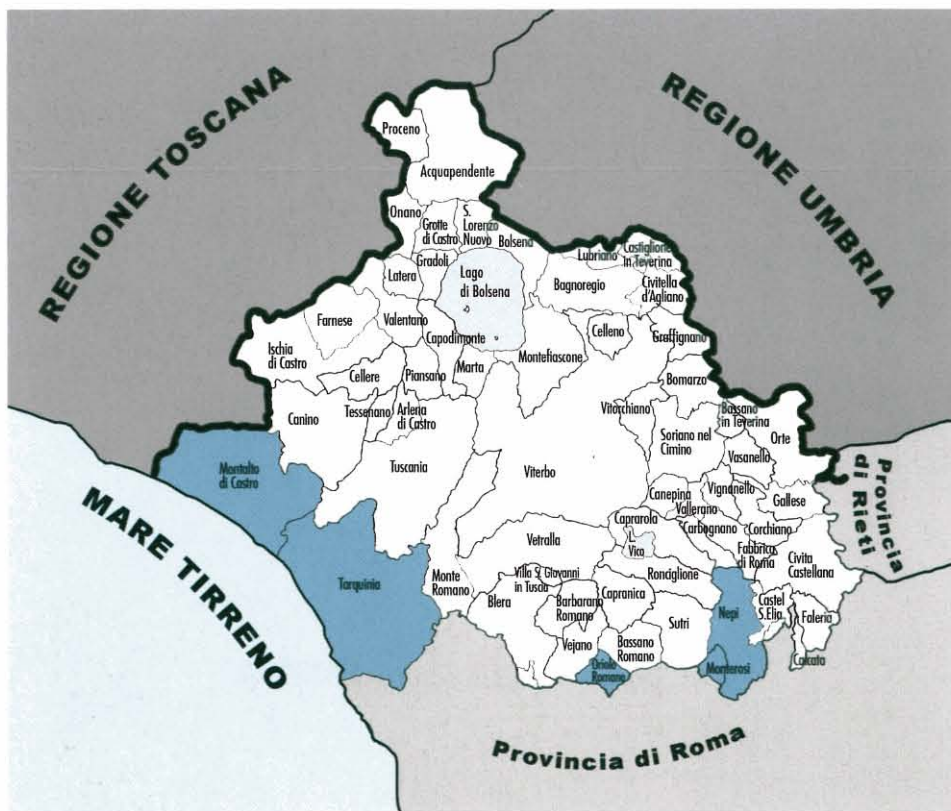 REGIONE TOSCANA
REGIONE UMBRIA
Proceno
Acquapendente
Onano
Grotte
di Castro
S.
Lorenzo
Nuovo
Bolsena
Gradoli
Latera
Lago
di Bolsena
Lubriano
Castiglione
in Teverina
Bagnoregio
Civitella
d'Agliano
Farnese
Valentano
Capodimonte
Celleno
Graffignano
Ischia
di Castro
Montefiascone
Cellere
Piansano
Marta
Bomarzo
Canino
Tessenano
Arleria
di Castro
Vitorchiano
Bassano
in Teverina
Orte
Soriano nel
Cimino
Vasanello
Montalto
di Castro
Tuscania
Viterbo
Provincia
di Rieti
Canepina
Vallerano
Vignanello
Gallese
MARE TIRRENO
Vetralla
Caprarola
L.
Vico
Carbognano
Corchiano
Fabbrica
di Roma
Civita
Castellana
Tarquinia
Monte
Romano
Villa S. Giovanni
in Tuscia
Ronciglione
Blera
Barbarano
Romano
Capranica
Nepi
Castel
S.Elia
Faleria
Sutri
Vejano
Bassano
Romano
Oriolo
Romano
Monterosi
Calcata
Provincia di Roma